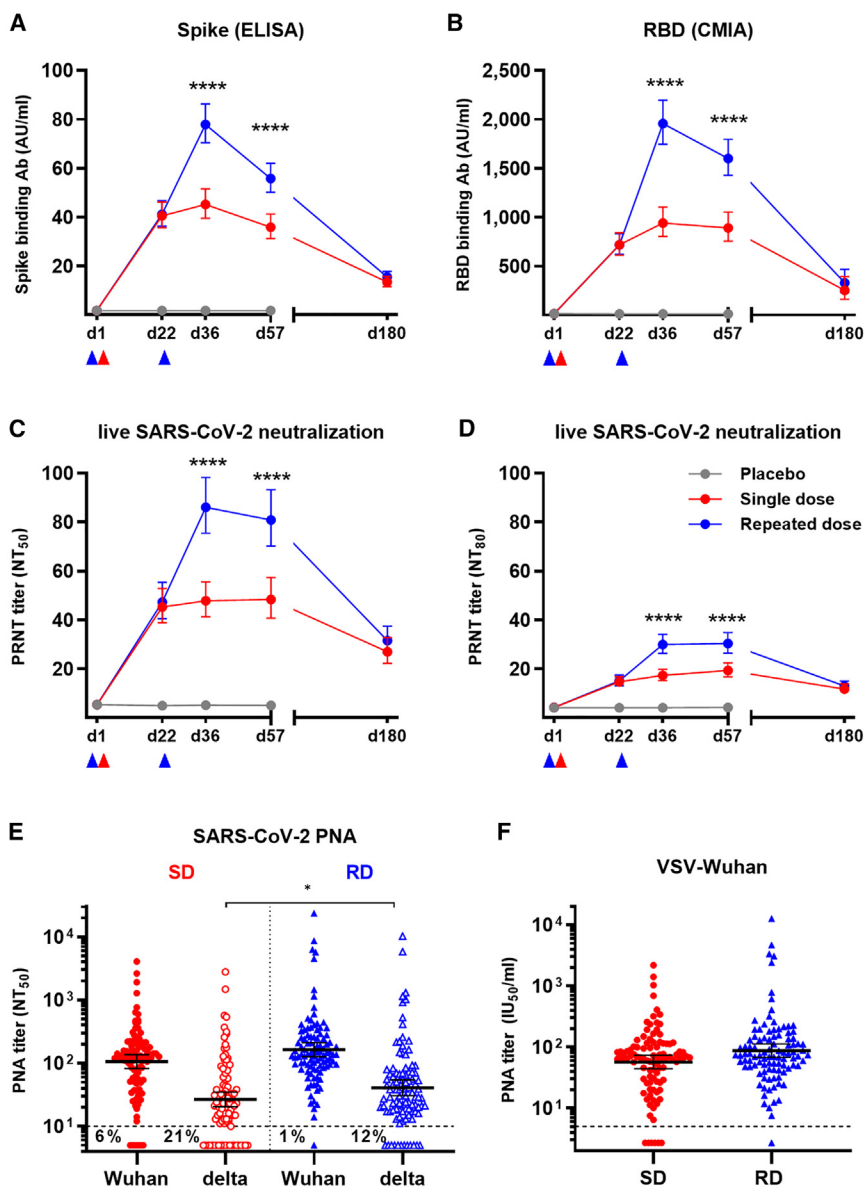 A
Spike (ELISA)
Spike binding Ab (AU/ml)
100
80
60
40
20
**** ****
d1 d22 d36 d57 d180
B
RBD (CMIA)
RBD binding Ab (AU/ml)
2,500
2,000
1,500
1,000
500
**** ****
d1 d22 d36 d57 d180
C
live SARS-CoV-2 neutralization
PRNT titer (NT50)
100
80
60
40
20
**** ****
d1 d22 d36 d57 d180
D
live SARS-CoV-2 neutralization
PRNT titer (NT80)
100
80
60
40
20
Placebo
Single dose
Repeated dose
**** ****
d1 d22 d36 d57 d180
E
SARS-CoV-2 PNA
SD RD
*
PNA titer (NT50)
10^4
10^3
10^2
10^1
6% 21% 1% 12%
Wuhan delta Wuhan delta
F
VSV-Wuhan
PNA titer (IU50/ml)
10^4
10^3
10^2
10^1
SD RD